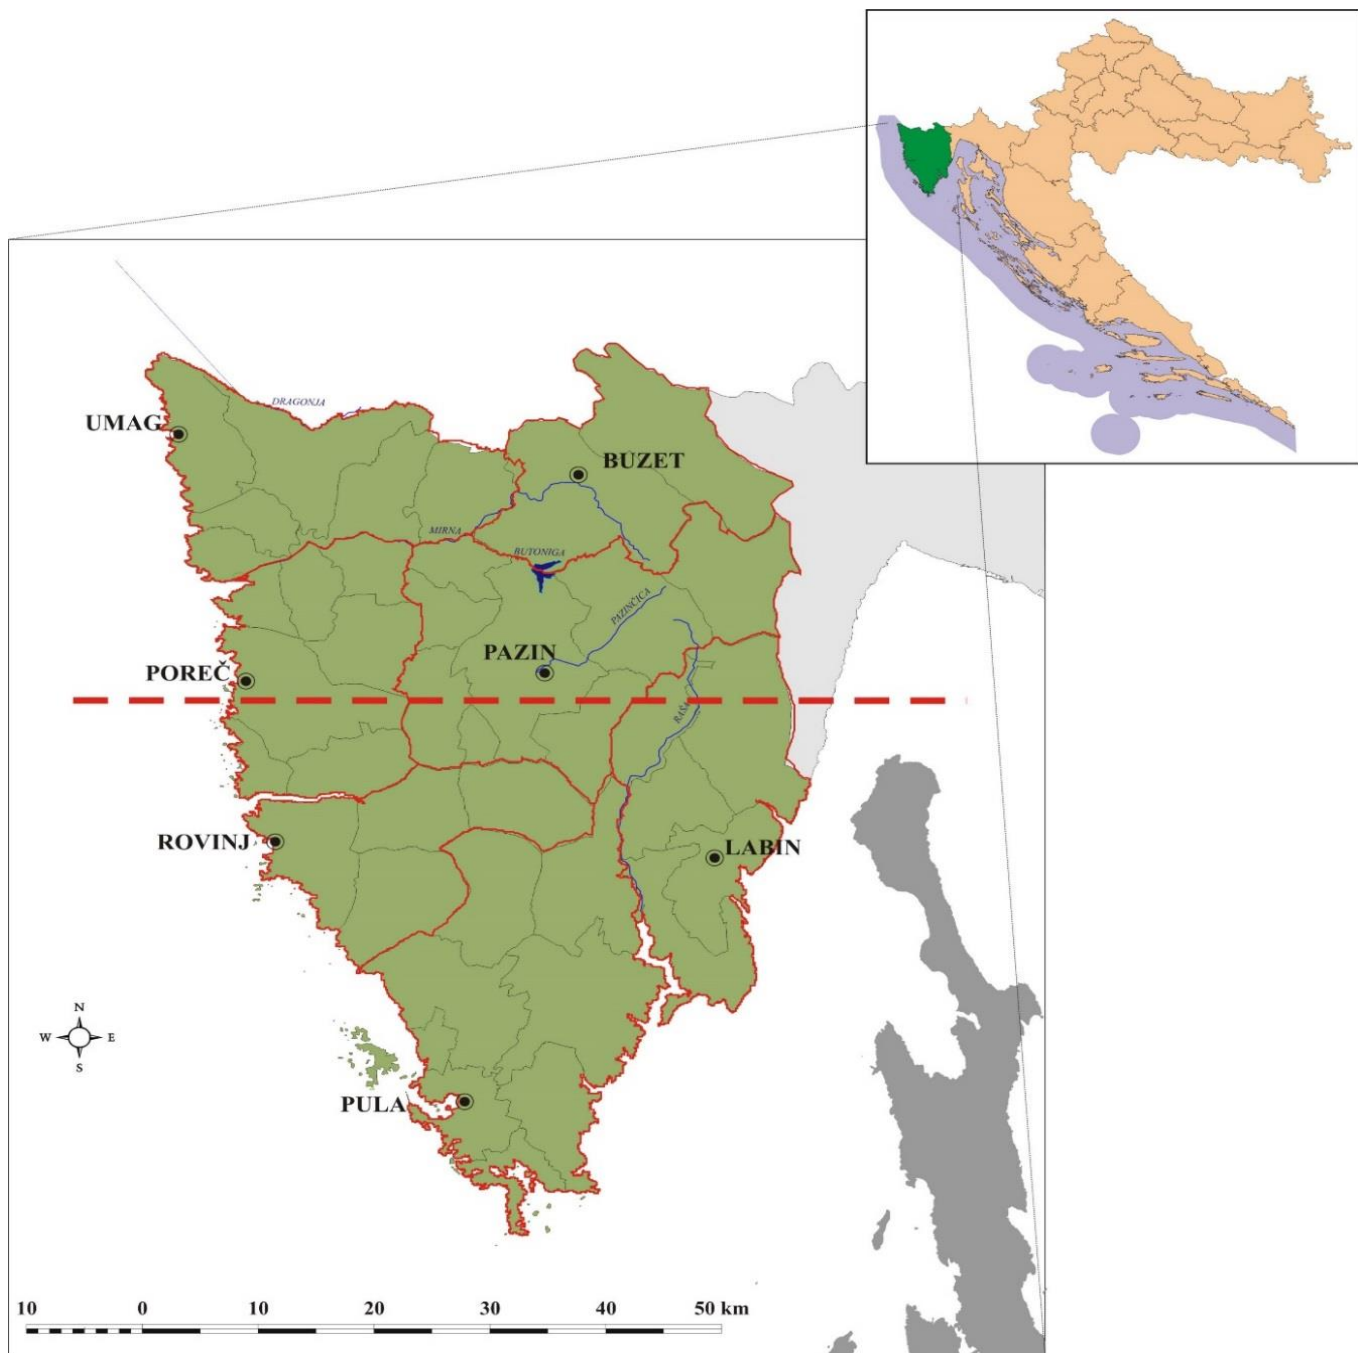 DRAGONJA
UMAG
BUZET
MIRNA
BUTONIGA
PAZINČICA
PAZIN
POREČ
RAŠA
ROVINJ
LABIN
N
W E
S
PULA
10 0 10 20 30 40 50 km